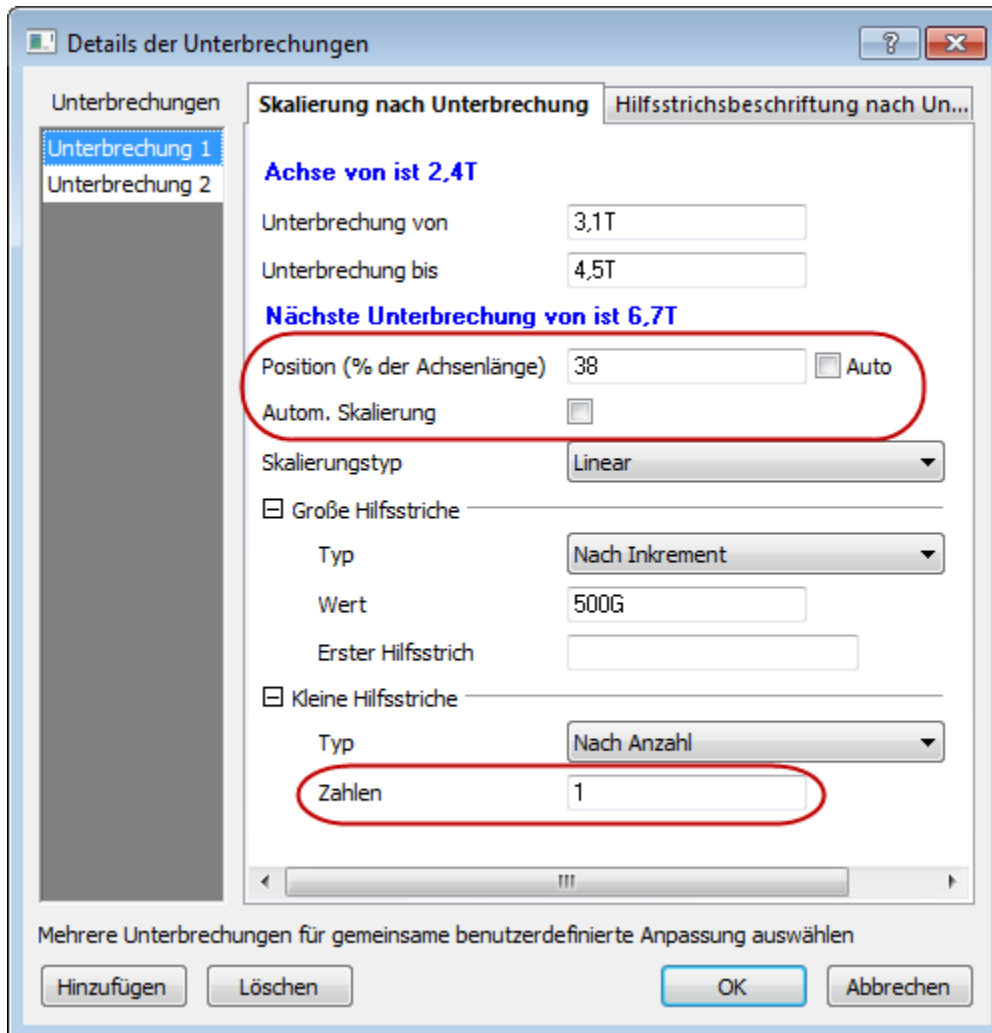 Details der Unterbrechungen
Unterbrechungen
Unterbrechung 1
Unterbrechung 2
Skalierung nach Unterbrechung
Hilfsstrichsbeschriftung nach Un...
Achse von ist 2,4T
Unterbrechung von 3,1T
Unterbrechung bis 4,5T
Nächste Unterbrechung von ist 6,7T
Position (% der Achsenlänge) 38 Auto
Autom. Skalierung
Skalierungstyp Linear
Große Hilfsstriche
Typ Nach Inkrement
Wert 500G
Erster Hilfsstrich
Kleine Hilfsstriche
Typ Nach Anzahl
Zahlen 1
Mehrere Unterbrechungen für gemeinsame benutzerdefinierte Anpassung auswählen
Hinzufügen Löschen OK Abbrechen